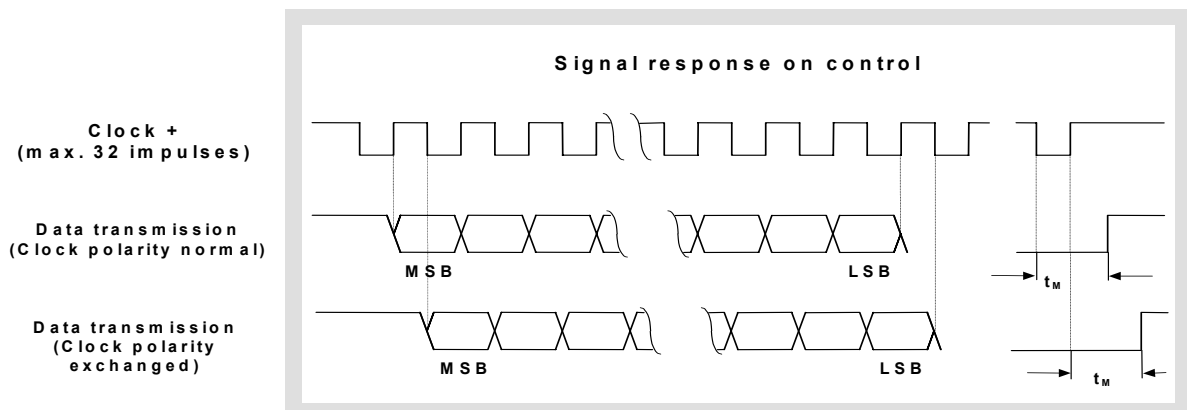 Signal response on control
Clock +
(max. 32 impulses)
Data transmission
(Clock polarity normal)
MSB
LSB
tM
Data transmission
(Clock polarity
exchanged)
MSB
LSB
tM